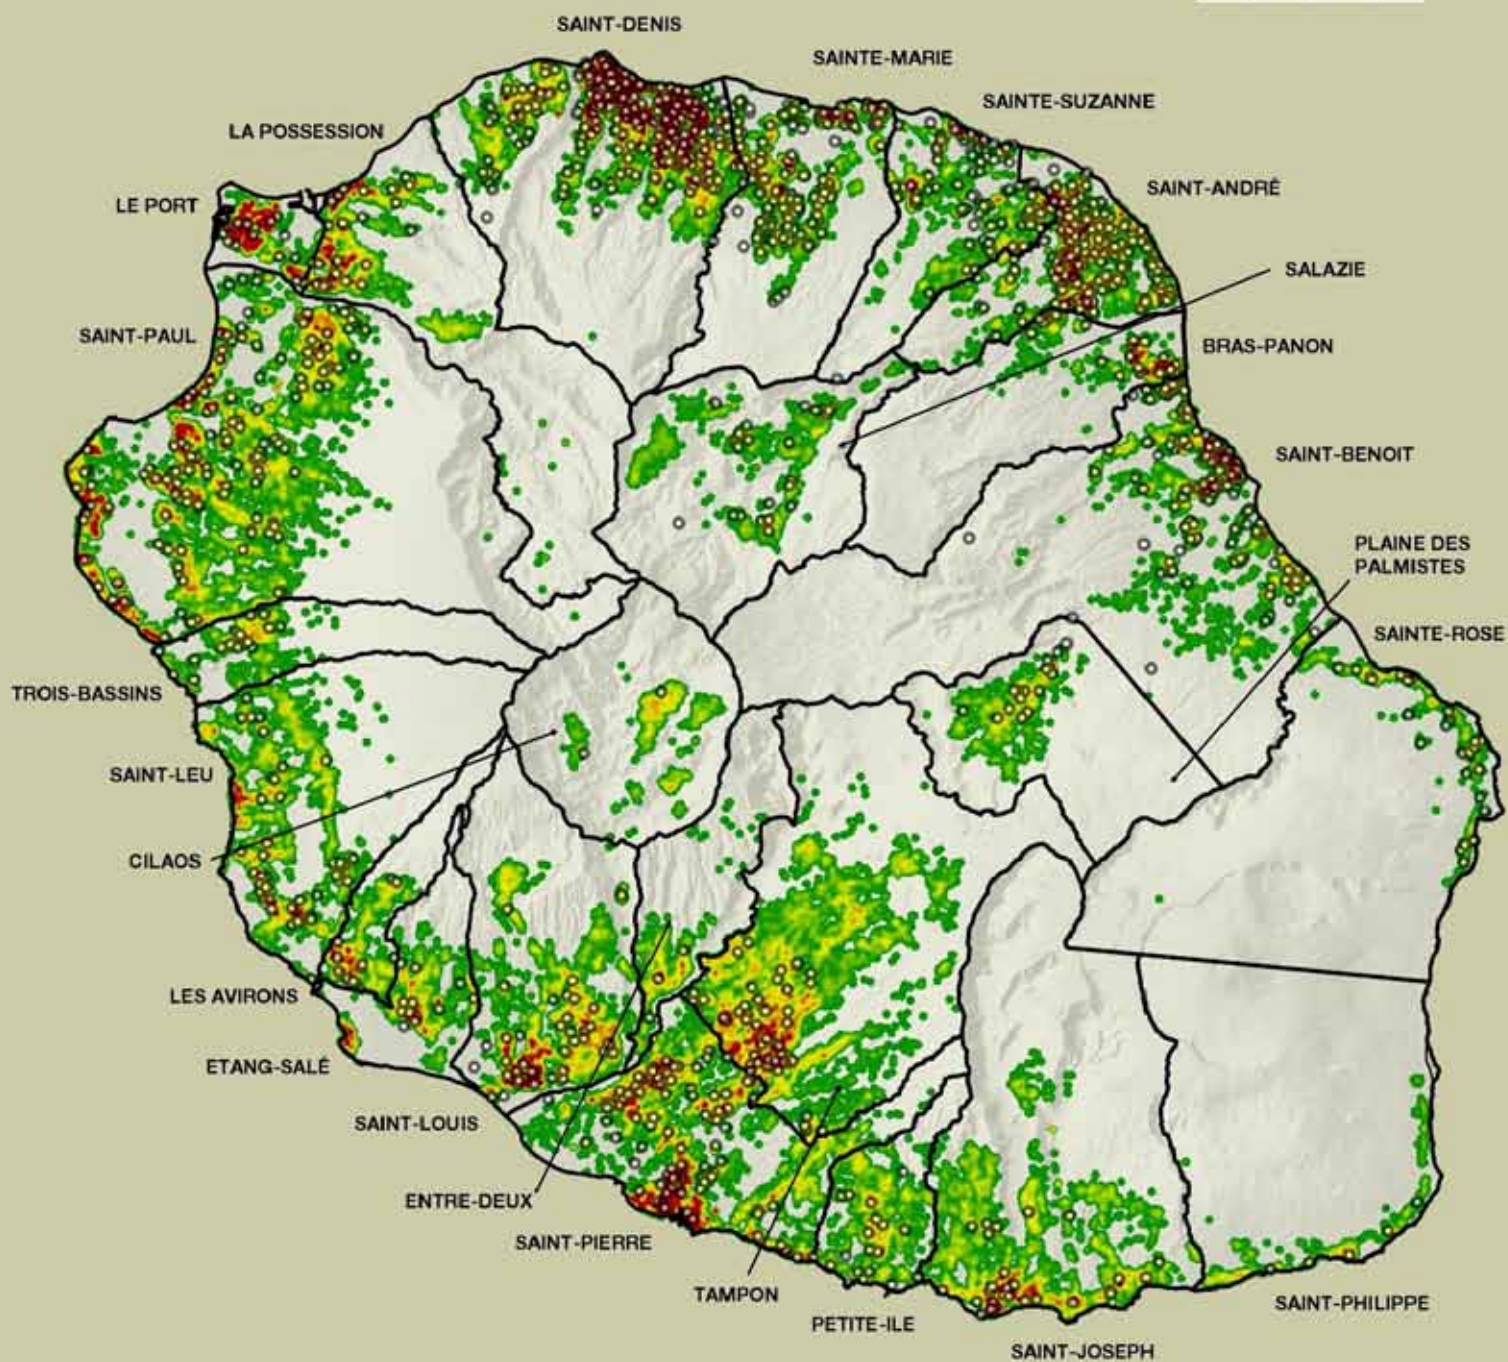 SAINT-DENIS
SAINTE-MARIE
SAINTE-SUZANNE
LA POSSESSION
SAINT-ANDRÉ
LE PORT
SALAZIE
SAINT-PAUL
BRAS-PANON
SAINT-BENOIT
PLAINE DES
PALMISTES
SAINTE-ROSE
TROIS-BASSINS
SAINT-LEU
CILAOS
LES AVIRONS
ETANG-SALÉ
SAINT-LOUIS
ENTRE-DEUX
SAINT-PIERRE
TAMPON
PETITE-ILE
SAINT-PHILIPPE
SAINT-JOSEPH